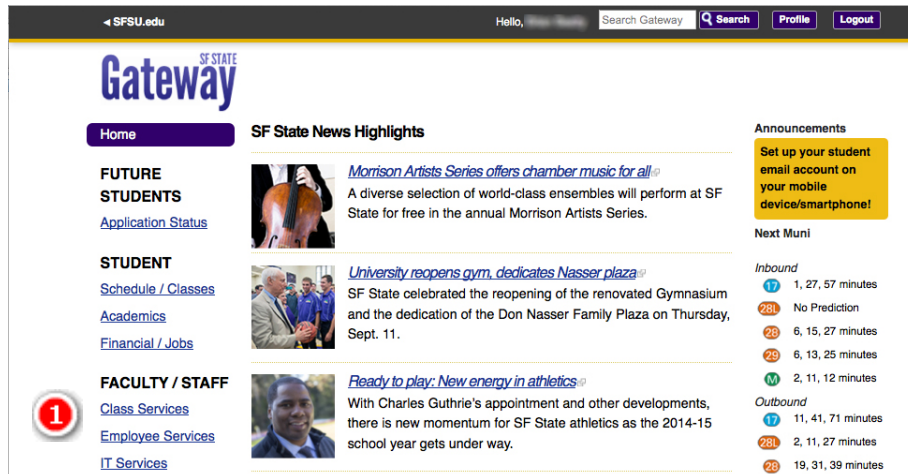 ◄ SFSU.edu
Hello,
Search Gateway
Search
Profile
Logout
SF STATE
Gateway
Home
FUTURE
STUDENTS
Application Status
STUDENT
Schedule / Classes
Academics
Financial / Jobs
FACULTY / STAFF
1
Class Services
Employee Services
IT Services
SF State News Highlights
Morrison Artists Series offers chamber music for all
A diverse selection of world-class ensembles will perform at SF
State for free in the annual Morrison Artists Series.
University reopens gym, dedicates Nasser plaza
SF State celebrated the reopening of the renovated Gymnasium
and the dedication of the Don Nasser Family Plaza on Thursday,
Sept. 11.
Ready to play: New energy in athletics
With Charles Guthrie's appointment and other developments,
there is new momentum for SF State athletics as the 2014-15
school year gets under way.
Announcements
Set up your student
email account on
your mobile
device/smartphone!
Next Muni
Inbound
17 1, 27, 57 minutes
28L No Prediction
28 6, 15, 27 minutes
29 6, 13, 25 minutes
M 2, 11, 12 minutes
Outbound
17 11, 41, 71 minutes
28L 2, 11, 27 minutes
28 19, 31, 39 minutes